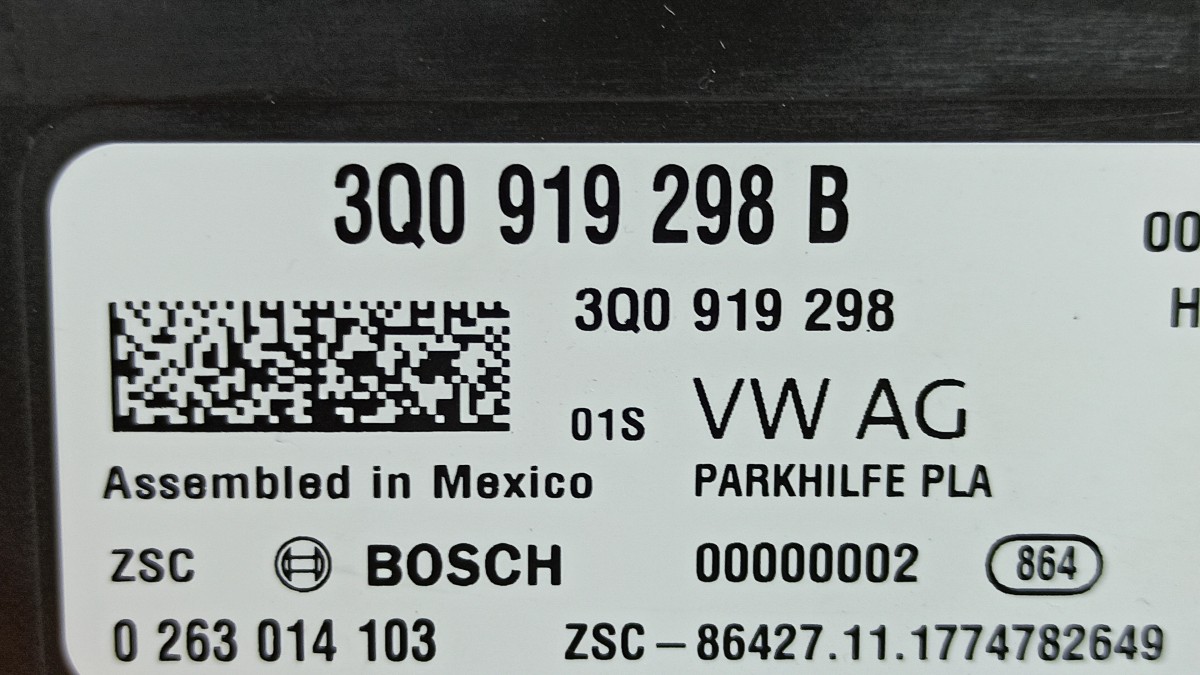 3Q0 919 298 B
00
3Q0 919 298
H
01S VW AG
Assembled in Mexico PARKHILFE PLA
ZSC BOSCH 00000002 864
0 263 014 103 ZSC-86427.11.1774782649